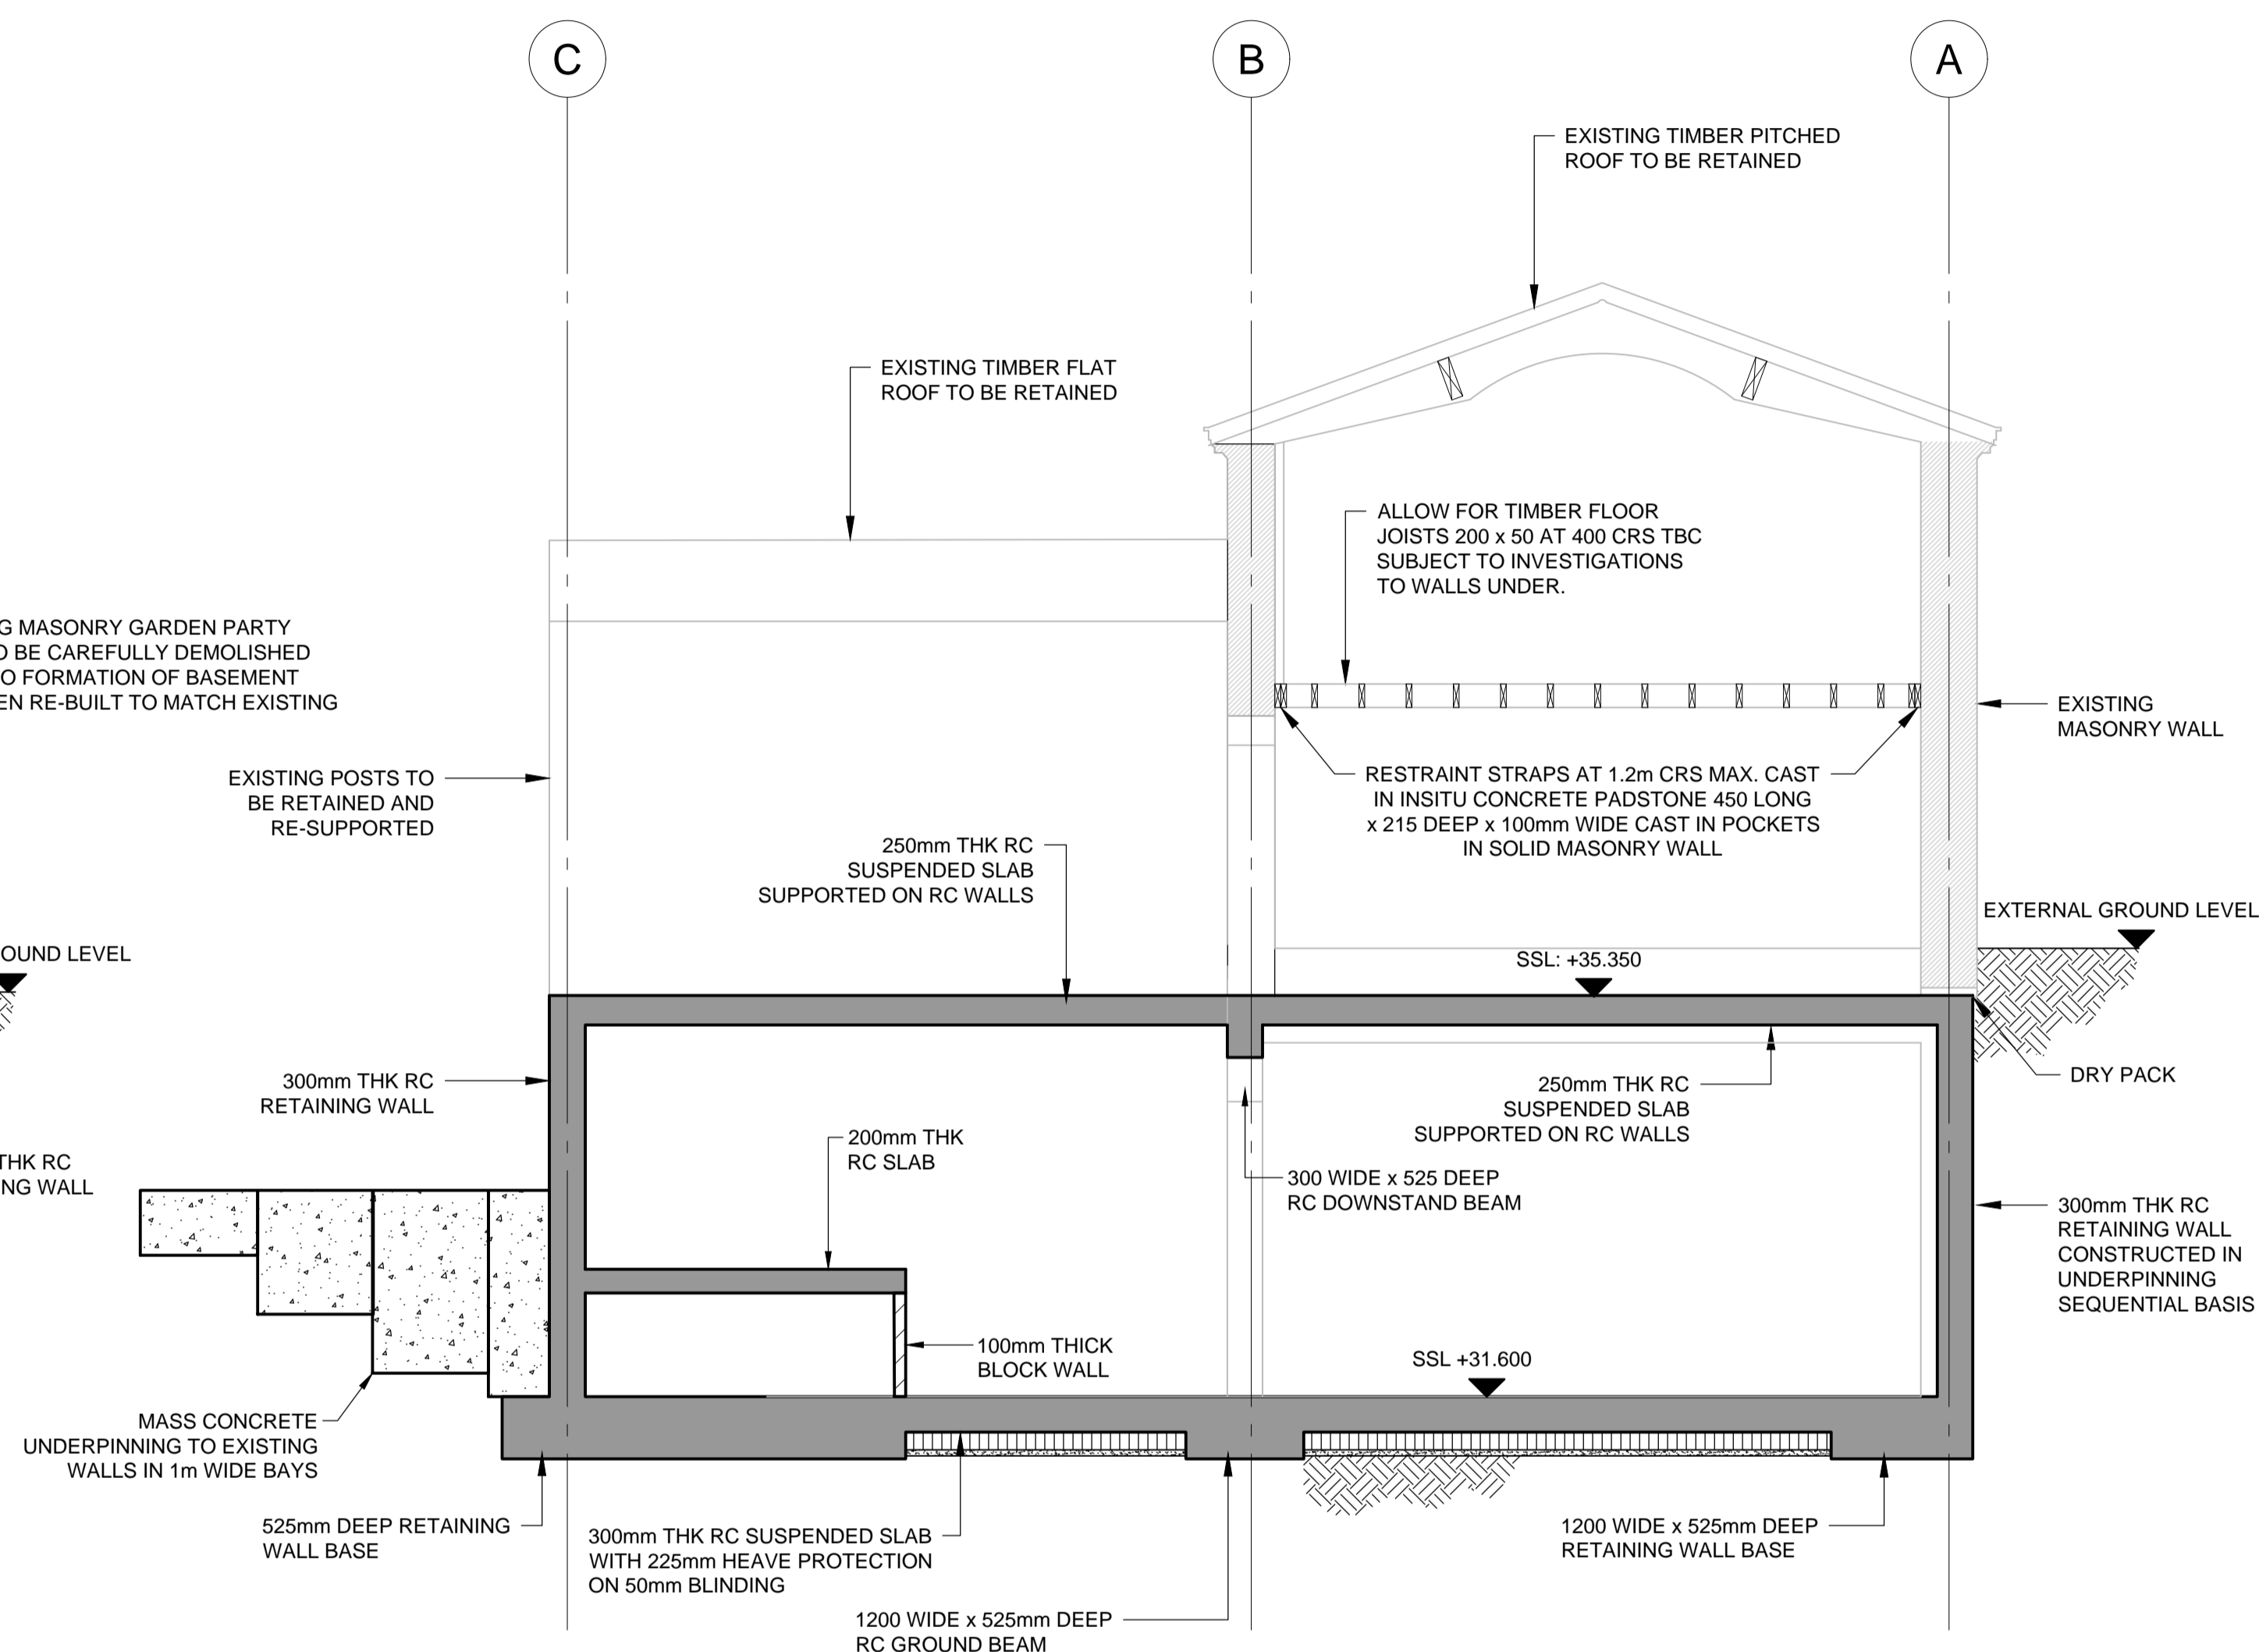 C
B
A
EXISTING TIMBER PITCHED
ROOF TO BE RETAINED
EXISTING TIMBER FLAT
ROOF TO BE RETAINED
ALLOW FOR TIMBER FLOOR
JOISTS 200 x 50 AT 400 CRS TBC
SUBJECT TO INVESTIGATIONS
TO WALLS UNDER.
G MASONRY GARDEN PARTY
O BE CAREFULLY DEMOLISHED
O FORMATION OF BASEMENT
EN RE-BUILT TO MATCH EXISTING
EXISTING
MASONRY WALL
EXISTING POSTS TO
BE RETAINED AND
RE-SUPPORTED
RESTRAINT STRAPS AT 1.2m CRS MAX. CAST
IN INSITU CONCRETE PADSTONE 450 LONG
x 215 DEEP x 100mm WIDE CAST IN POCKETS
IN SOLID MASONRY WALL
250mm THK RC
SUSPENDED SLAB
SUPPORTED ON RC WALLS
EXTERNAL GROUND LEVEL
OUND LEVEL
SSL: +35.350
300mm THK RC
RETAINING WALL
250mm THK RC
SUSPENDED SLAB
SUPPORTED ON RC WALLS
DRY PACK
200mm THK
RC SLAB
THK RC
NG WALL
300 WIDE x 525 DEEP
RC DOWNSTAND BEAM
300mm THK RC
RETAINING WALL
CONSTRUCTED IN
UNDERPINNING
SEQUENTIAL BASIS
100mm THICK
BLOCK WALL
SSL +31.600
MASS CONCRETE
UNDERPINNING TO EXISTING
WALLS IN 1m WIDE BAYS
525mm DEEP RETAINING
WALL BASE
300mm THK RC SUSPENDED SLAB
WITH 225mm HEAVE PROTECTION
ON 50mm BLINDING
1200 WIDE x 525mm DEEP
RETAINING WALL BASE
1200 WIDE x 525mm DEEP
RC GROUND BEAM